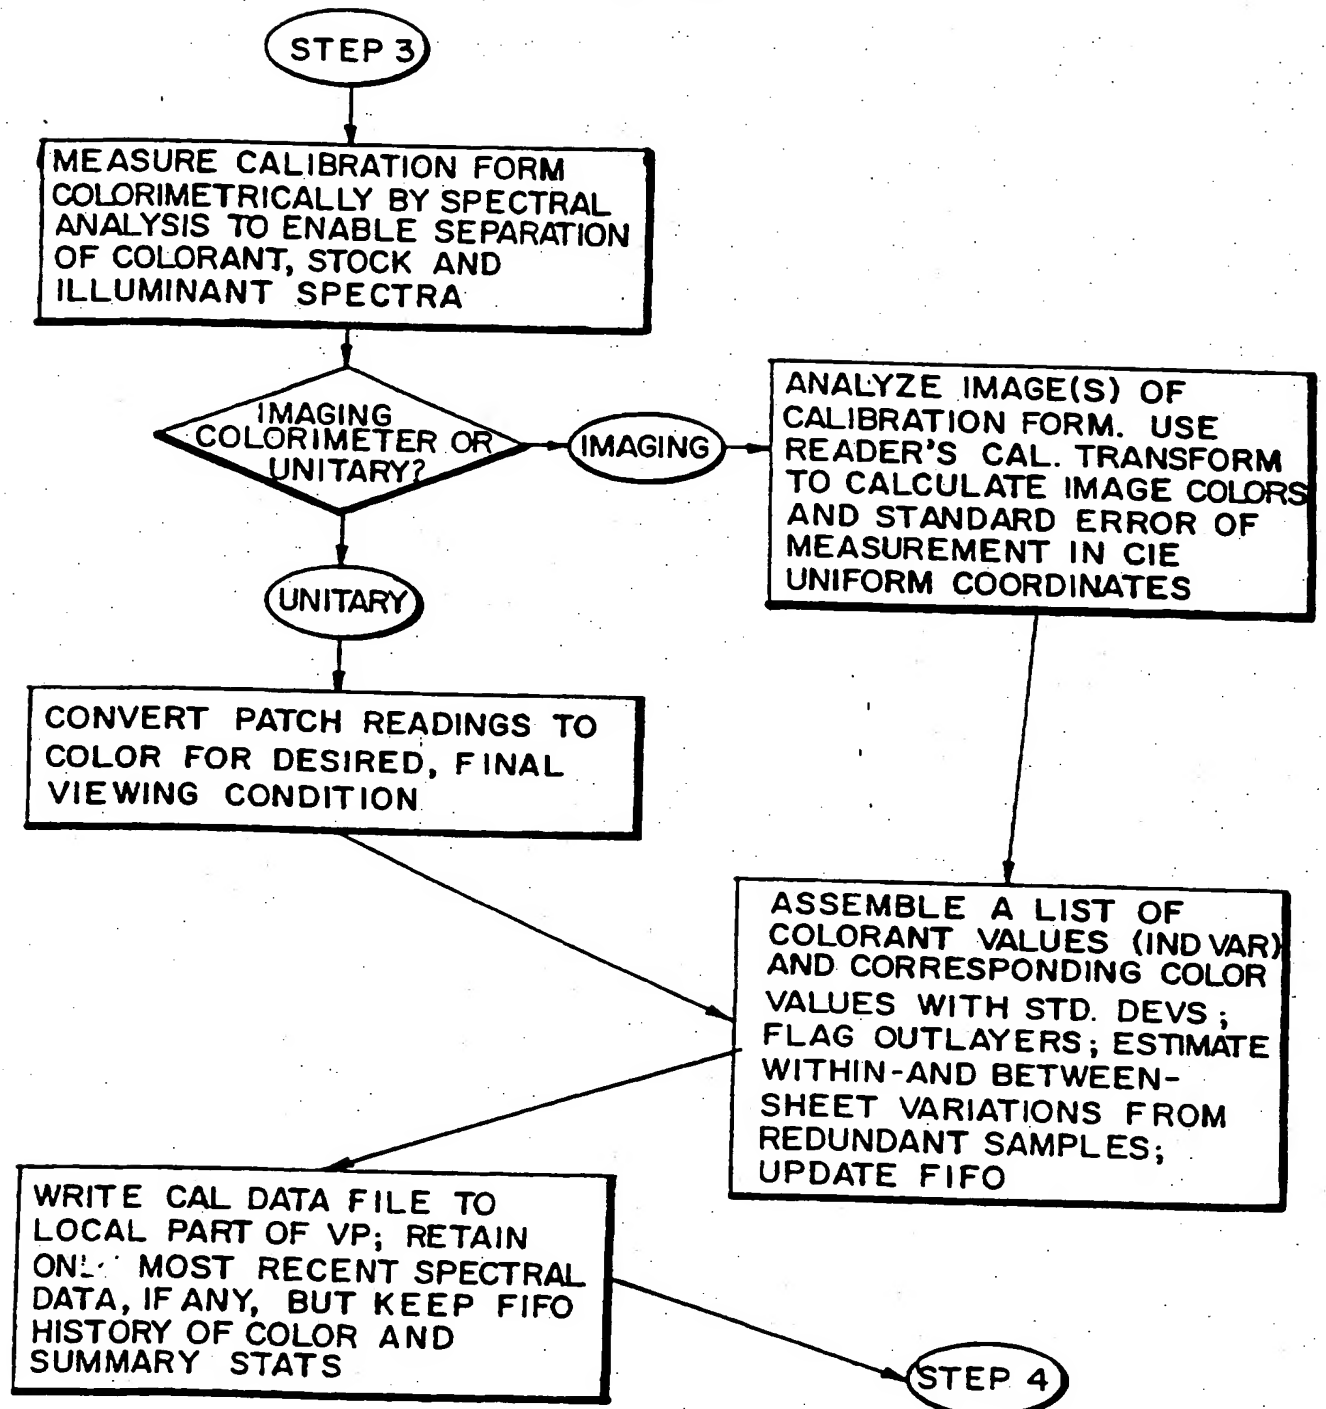 STEP 3
MEASURE CALIBRATION FORM
COLORIMETRICALLY BY SPECTRAL
ANALYSIS TO ENABLE SEPARATION
OF COLORANT, STOCK AND
ILLUMINANT SPECTRA
IMAGING
COLORIMETER OR
UNITARY?
IMAGING
ANALYZE IMAGE(S) OF
CALIBRATION FORM. USE
READER'S CAL. TRANSFORM
TO CALCULATE IMAGE COLORS
AND STANDARD ERROR OF
MEASUREMENT IN CIE
UNIFORM COORDINATES
UNITARY
CONVERT PATCH READINGS TO
COLOR FOR DESIRED, FINAL
VIEWING CONDITION
ASSEMBLE A LIST OF
COLORANT VALUES (IND VAR)
AND CORRESPONDING COLOR
VALUES WITH STD. DEVS;
FLAG OUTLAYERS; ESTIMATE
WITHIN-AND BETWEEN-
SHEET VARIATIONS FROM
REDUNDANT SAMPLES;
UPDATE FIFO
WRITE CAL DATA FILE TO
LOCAL PART OF VP; RETAIN
MOST RECENT SPECTRAL
DATA, IF ANY, BUT KEEP FIFO
HISTORY OF COLOR AND
SUMMARY STATS
STEP 4